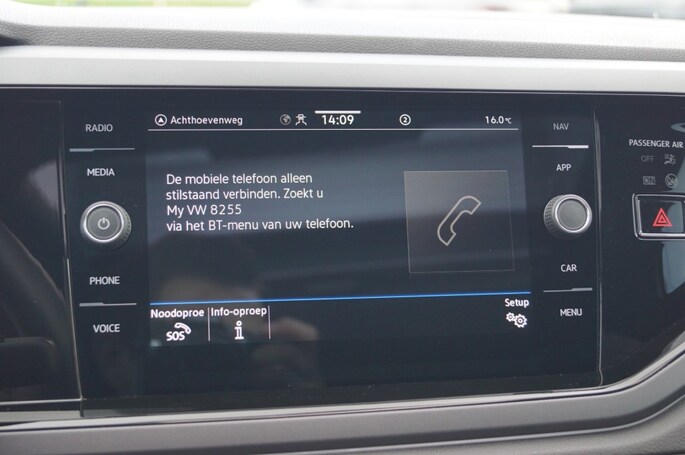 Achthoevenweg 14:09 2 16.0°C
RADIO
MEDIA
PHONE
VOICE
De mobiele telefoon alleen
stilstaand verbinden. Zoekt u
My VW 8255
via het BT-menu van uw telefoon.
Noodoproe Info-oproep Setup
SOS
NAV
APP
CAR
MENU
PASSENGER AIR
OFF